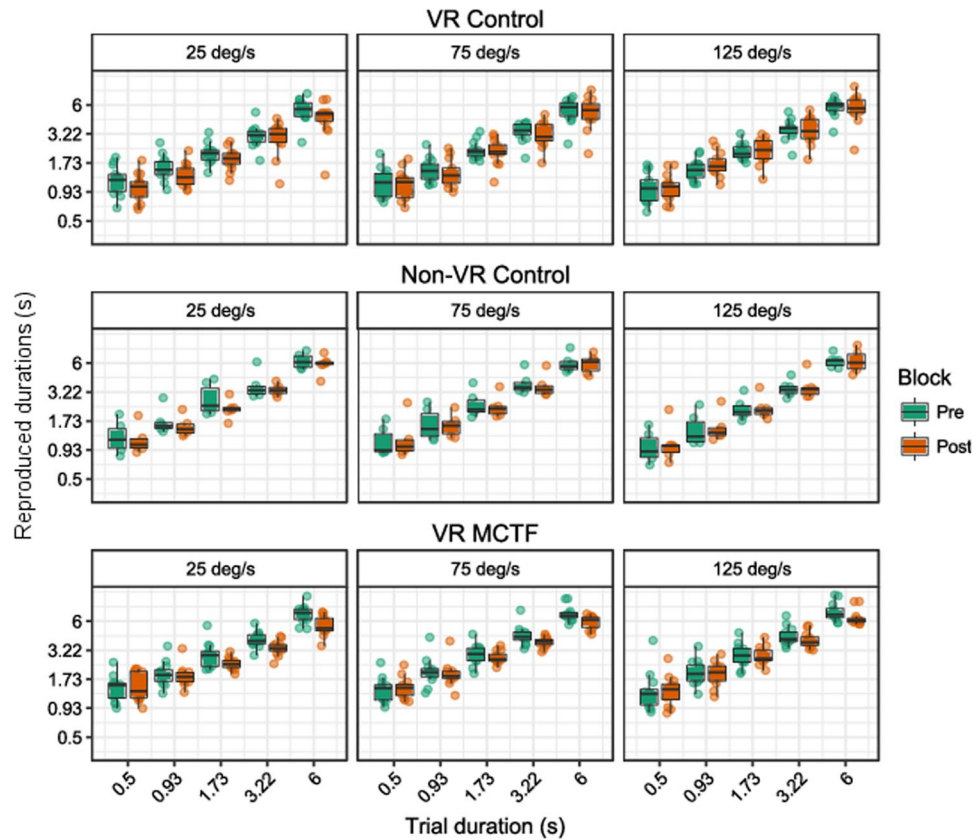 VR Control
25 deg/s 75 deg/s 125 deg/s
6
3.22
1.73
0.93
0.5
Non-VR Control
25 deg/s 75 deg/s 125 deg/s
6
3.22
1.73
0.93
0.5
Reproduced durations (s)
Block
Pre
Post
VR MCTF
25 deg/s 75 deg/s 125 deg/s
6
3.22
1.73
0.93
0.5
0.5 0.93 1.73 3.22 6 0.5 0.93 1.73 3.22 6 0.5 0.93 1.73 3.22 6
Trial duration (s)